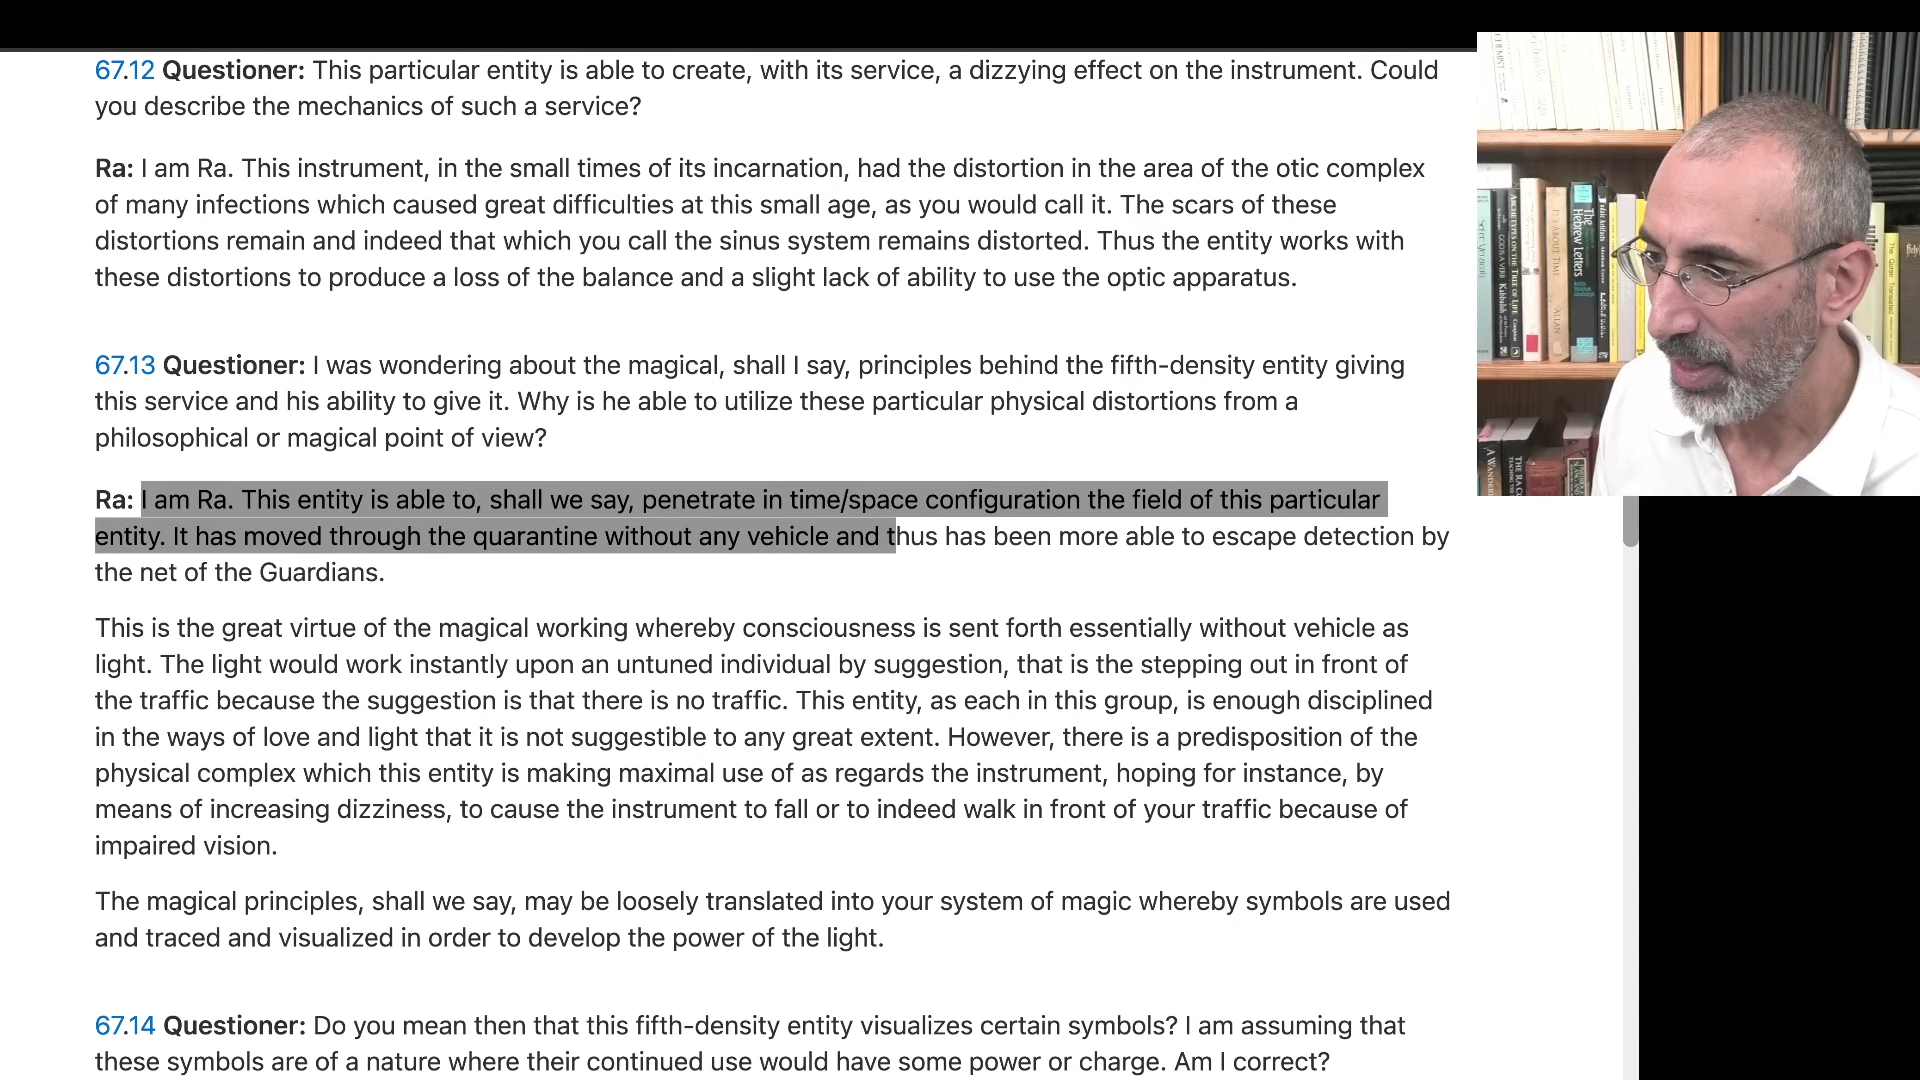 67.12 Questioner: This particular entity is able to create, with its service, a dizzying effect on the instrument. Could
you describe the mechanics of such a service?
Ra: I am Ra. This instrument, in the small times of its incarnation, had the distortion in the area of the otic complex
of many infections which caused great difficulties at this small age, as you would call it. The scars of these
distortions remain and indeed that which you call the sinus system remains distorted. Thus the entity works with
these distortions to produce a loss of the balance and a slight lack of ability to use the optic apparatus.
67.13 Questioner: I was wondering about the magical, shall I say, principles behind the fifth-density entity giving
this service and his ability to give it. Why is he able to utilize these particular physical distortions from a
philosophical or magical point of view?
Ra: I am Ra. This entity is able to, shall we say, penetrate in time/space configuration the field of this particular
entity. It has moved through the quarantine without any vehicle and thus has been more able to escape detection by
the net of the Guardians.
This is the great virtue of the magical working whereby consciousness is sent forth essentially without vehicle as
light. The light would work instantly upon an untuned individual by suggestion, that is the stepping out in front of
the traffic because the suggestion is that there is no traffic. This entity, as each in this group, is enough disciplined
in the ways of love and light that it is not suggestible to any great extent. However, there is a predisposition of the
physical complex which this entity is making maximal use of as regards the instrument, hoping for instance, by
means of increasing dizziness, to cause the instrument to fall or to indeed walk in front of your traffic because of
impaired vision.
The magical principles, shall we say, may be loosely translated into your system of magic whereby symbols are used
and traced and visualized in order to develop the power of the light.
67.14 Questioner: Do you mean then that this fifth-density entity visualizes certain symbols? I am assuming that
these symbols are of a nature where their continued use would have some power or charge. Am I correct?
ARCHETYPES ON THE TREE OF LIFE
IT'S ABOUT TIME
The Hebrew Letters
The Quran Translated